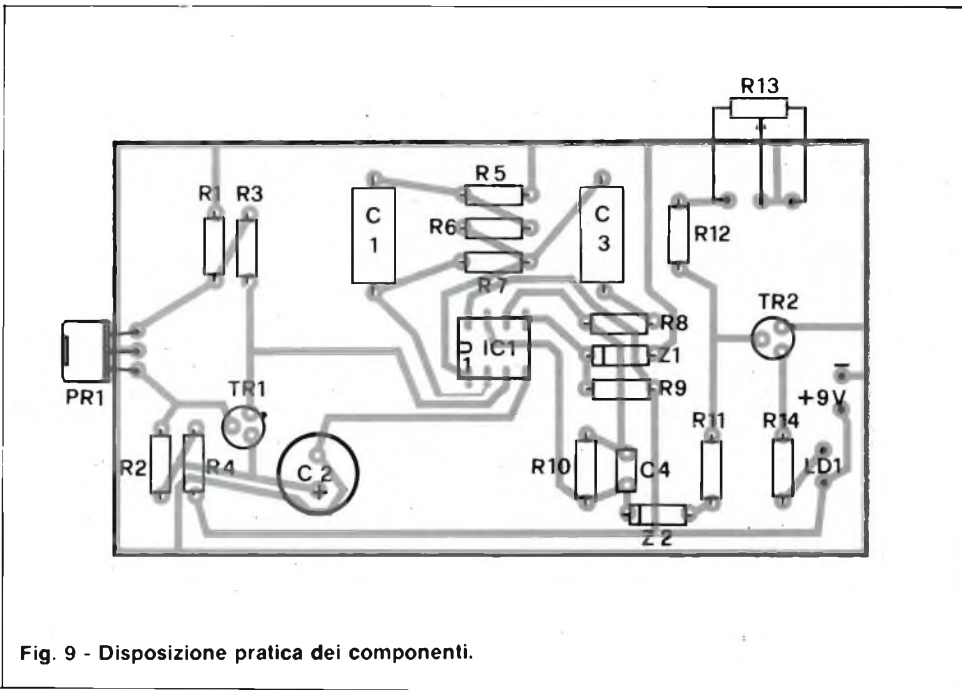 R13
R1 R3
R5
C
1
R6
C
3
R12
R7
TR2
IC1
1
R8
Z1
PR1
TR1
R9
−
+9V
R11
R14
R2
R4
C2
+
R10
C4
LD1
Z2
Fig. 9 - Disposizione pratica dei componenti.